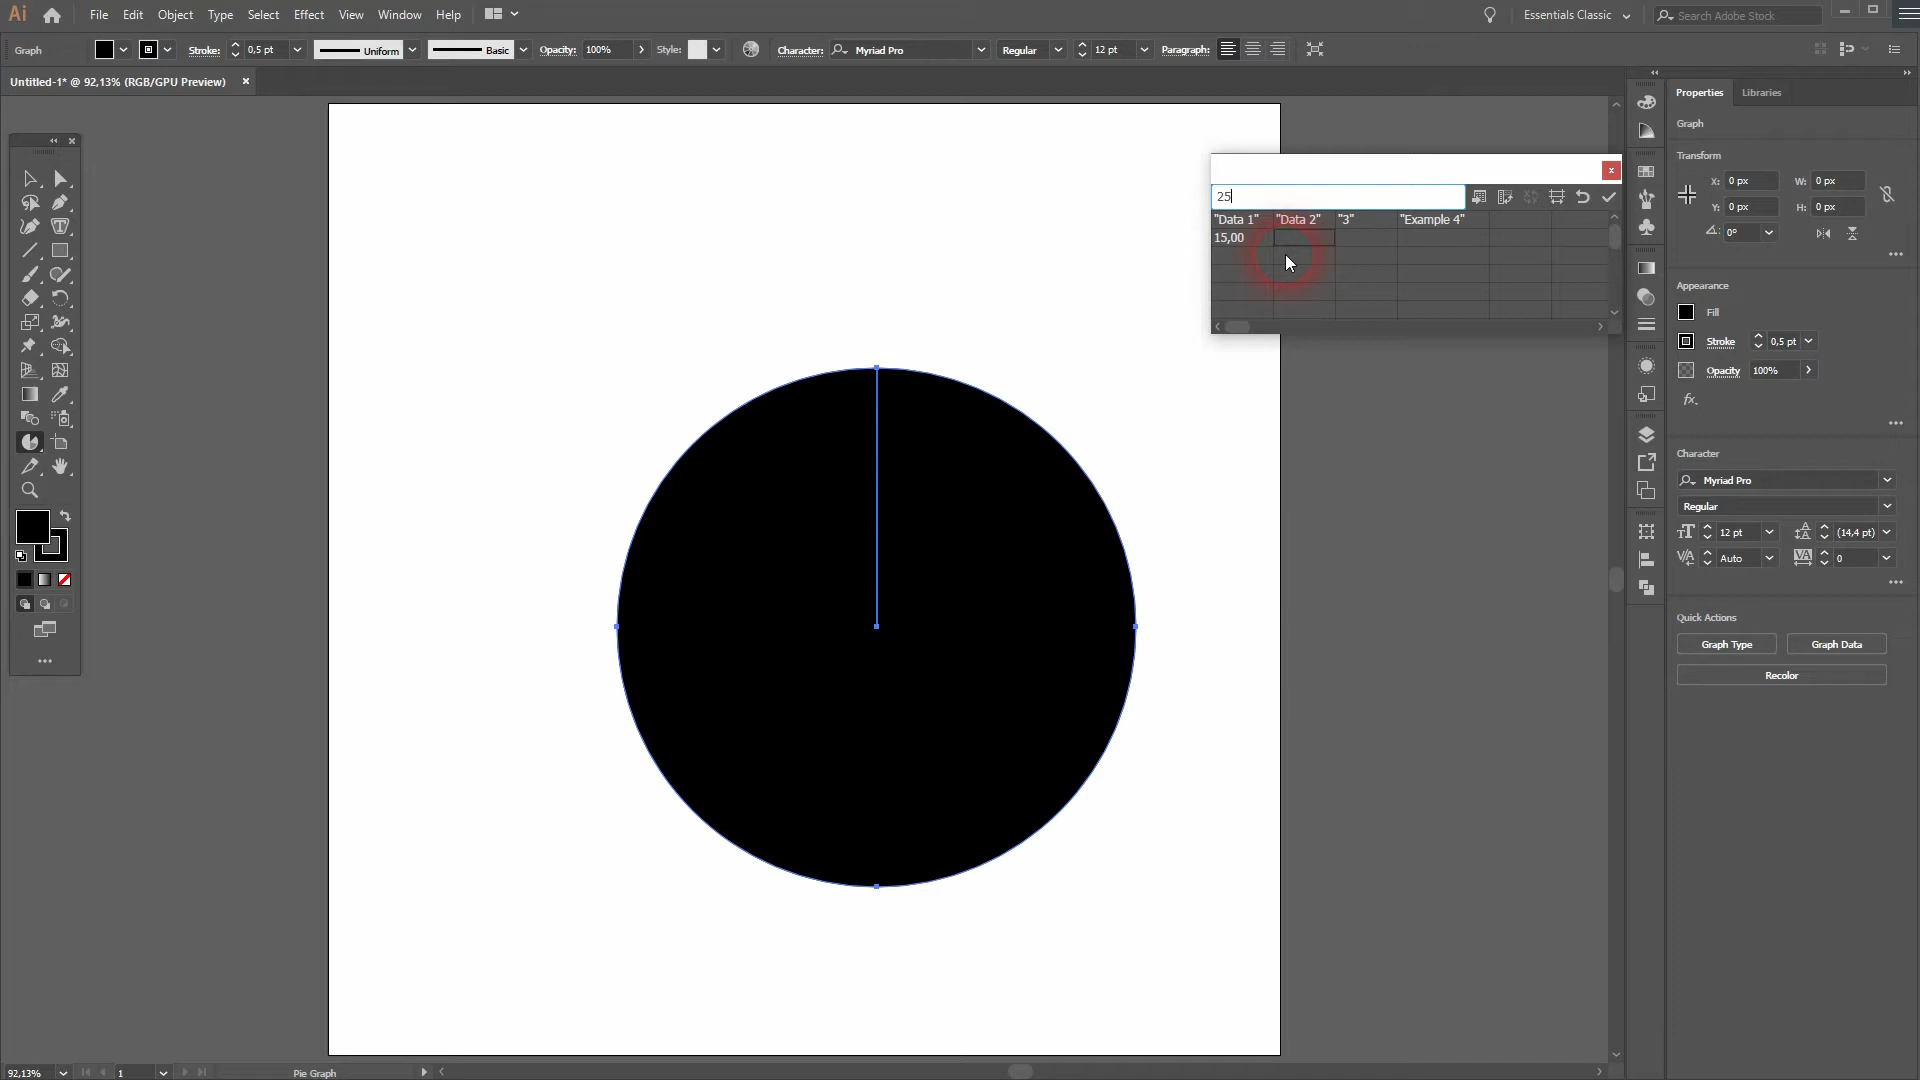 Ai File Edit Object Type Select Effect View Window Help Essentials Classic Search Adobe Stock
Graph Stroke: 0,5 pt Uniform Basic Opacity: 100% Style: Character: Myriad Pro Regular 12 pt Paragraph:
Untitled-1* @ 92,13% (RGB/GPU Preview)
Properties Libraries
Graph
Transform
X: 0 px W: 0 px
Y: 0 px H: 0 px
0°
25
"Data 1" "Data 2" "3" "Example 4"
15,00
Appearance
Fill
Stroke 0,5 pt
Opacity 100%
fx.
Character
Myriad Pro
Regular
12 pt (14,4 pt)
Auto 0
Quick Actions
Graph Type Graph Data
Recolor
92,13% 1 Pie Graph